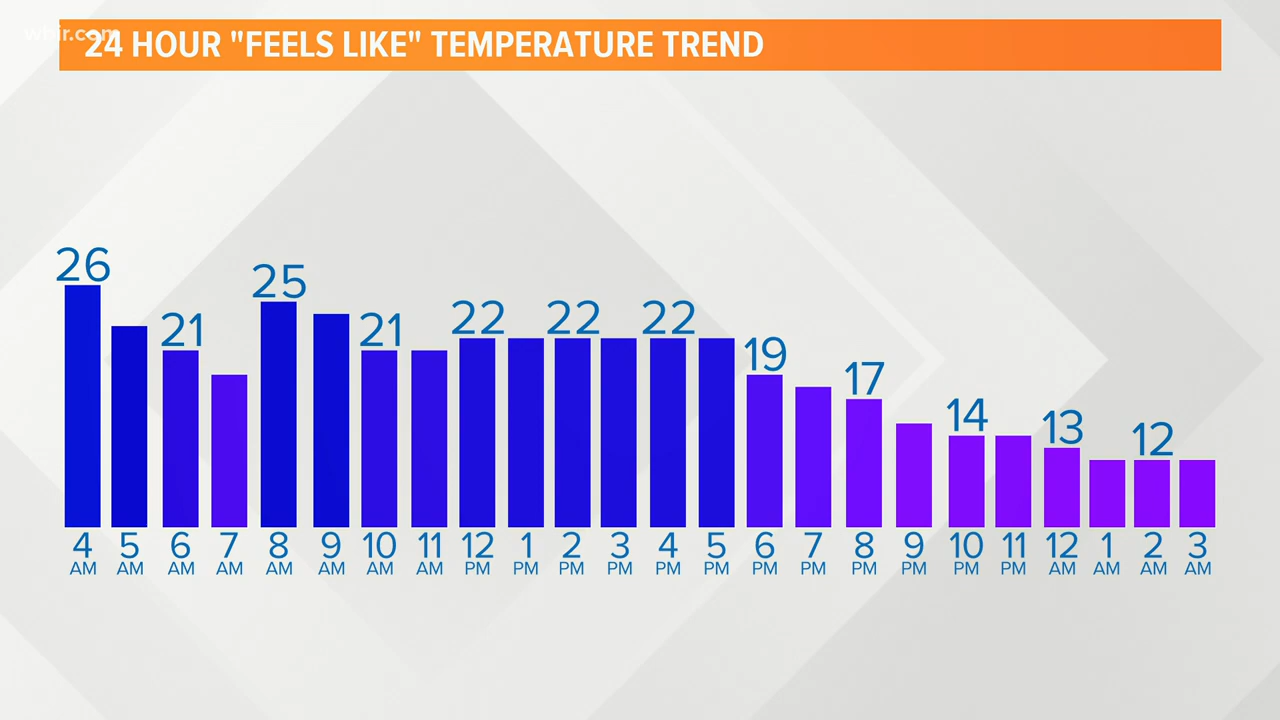 wbir.com
24 HOUR "FEELS LIKE" TEMPERATURE TREND
26 21 25 21 22 22 22 19 17 14 13 12
4 5 6 7 8 9 10 11 12 1 2 3 4 5 6 7 8 9 10 11 12 1 2 3
AM AM AM AM AM AM AM AM PM PM PM PM PM PM PM PM PM PM PM PM AM AM AM AM